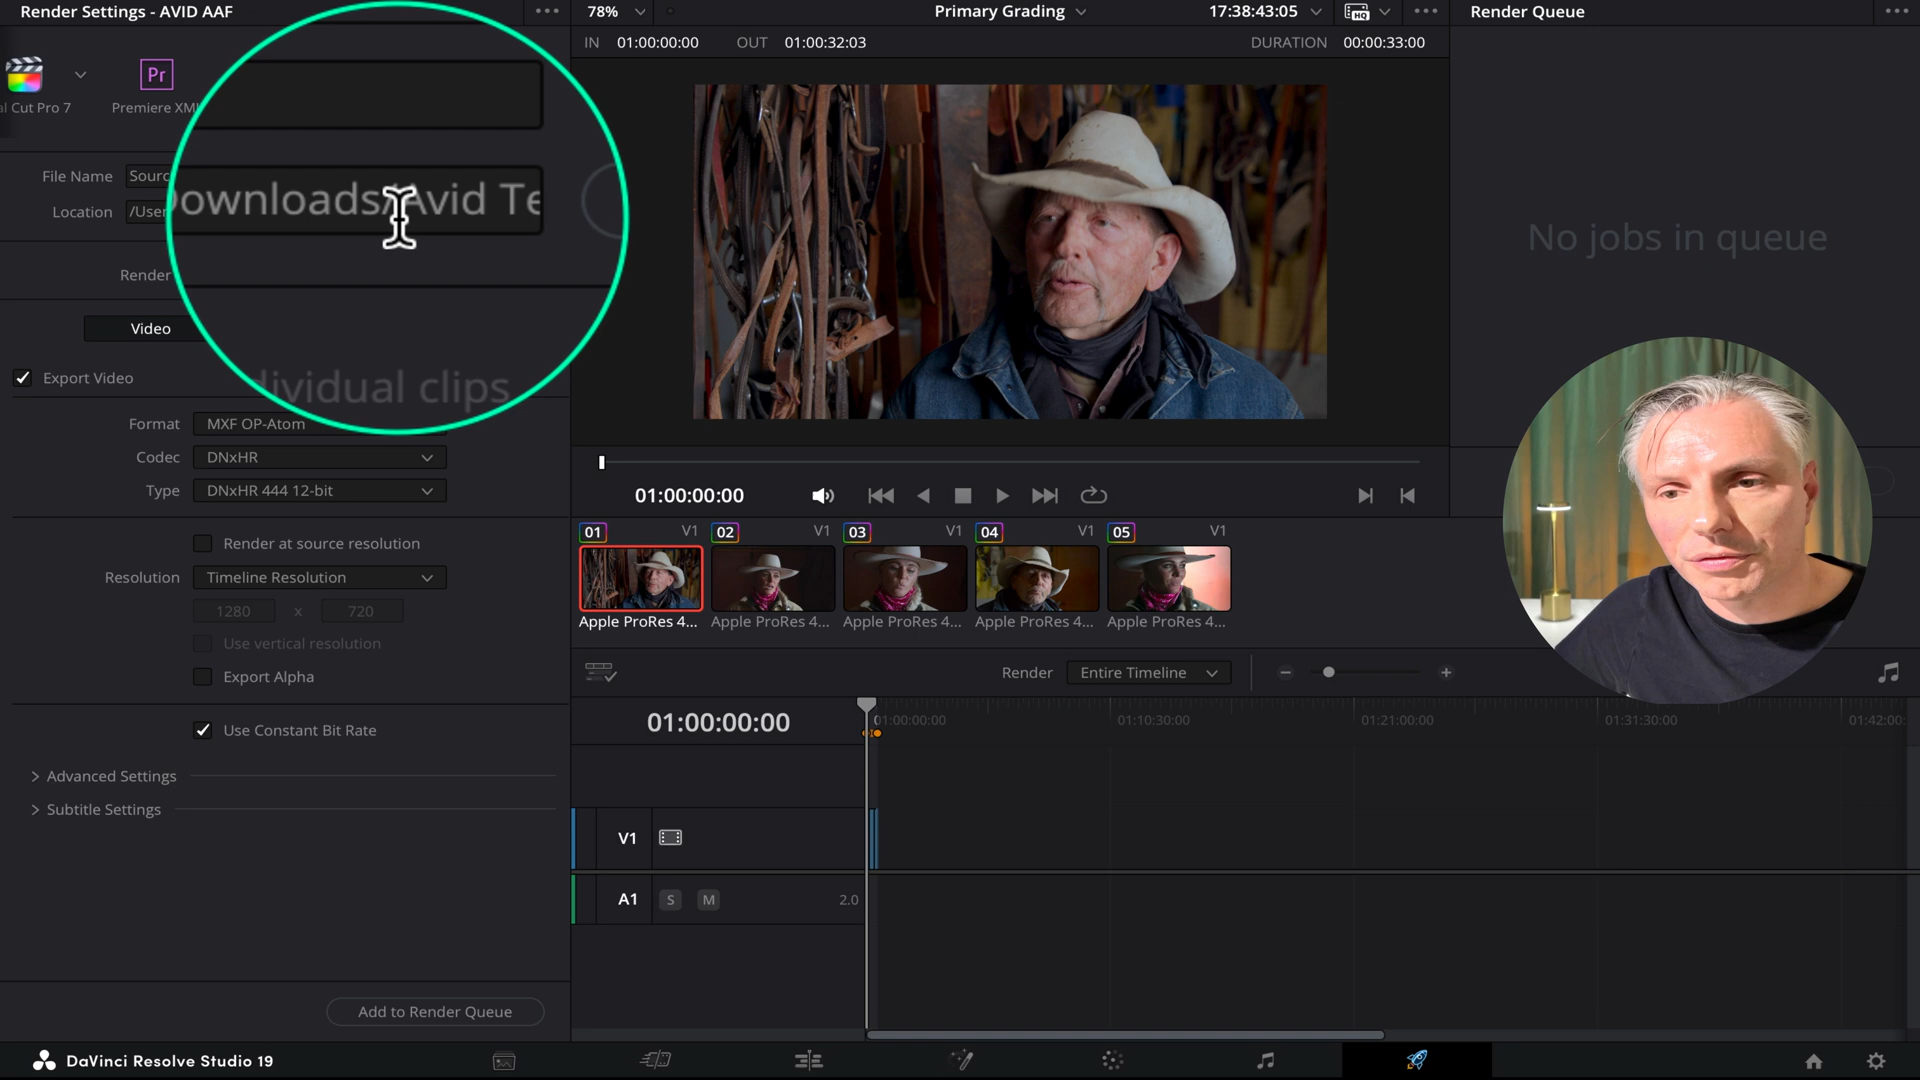 Render Settings - AVID AAF
78%
Primary Grading
17:38:43:05
Render Queue
IN 01:00:00:00 OUT 01:00:32:03
DURATION 00:00:33:00
Pr
al Cut Pro 7
Premiere XML
File Name Sourc
Location /User
Downloads/Avid Te
No jobs in queue
Render
Video
Export Video
dividual clips
Format MXF OP-Atom
Codec DNxHR
Type DNxHR 444 12-bit
01:00:00:00
01 V1 02 V1 03 V1 04 V1 05 V1
Render at source resolution
Resolution Timeline Resolution
1280 x 720
Apple ProRes 4... Apple ProRes 4... Apple ProRes 4... Apple ProRes 4... Apple ProRes 4...
Use vertical resolution
Export Alpha
Render Entire Timeline
01:00:00:00
01:00:00:00 01:10:30:00 01:21:00:00 01:31:30:00 01:42:00:
Use Constant Bit Rate
Advanced Settings
Subtitle Settings
V1
A1 S M 2.0
Add to Render Queue
DaVinci Resolve Studio 19